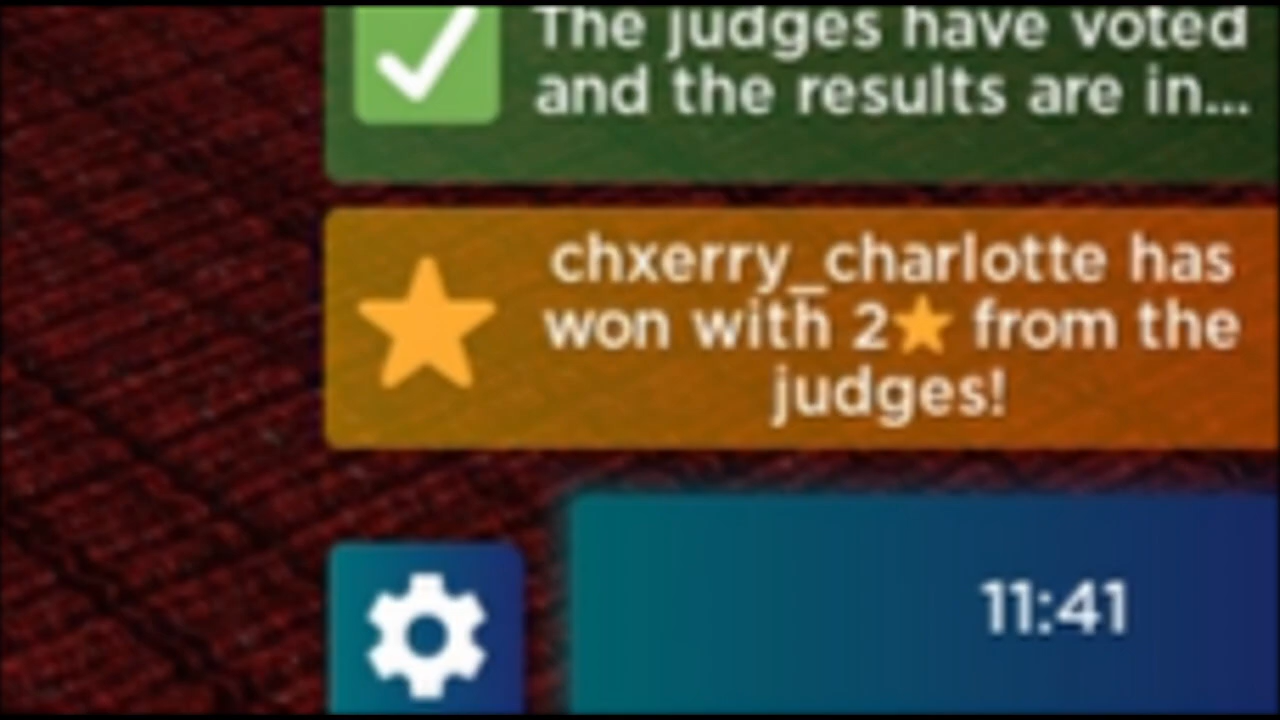 The judges have voted
and the results are in...
chxerry_charlotte has
won with 2⭐ from the
judges!
11:41